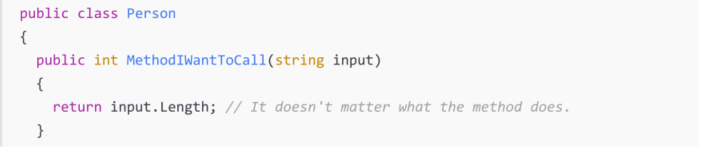 public class Person
{
  public int MethodIWantToCall(string input)
  {
    return input.Length; // It doesn't matter what the method does.
  }